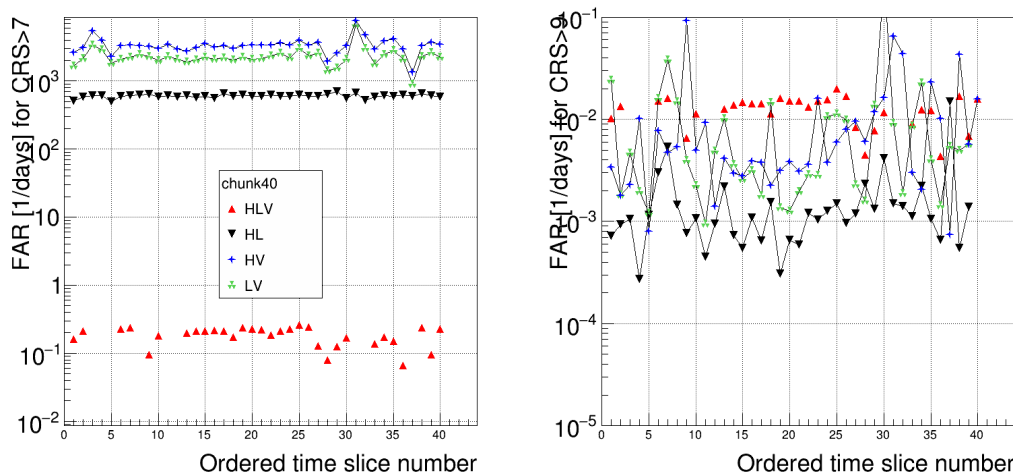 FAR [1/days] for CRS>7
10³
10²
10
1
10⁻¹
10⁻²
chunk40
HLV
HL
HV
LV
0 5 10 15 20 25 30 35 40
Ordered time slice number
FAR [1/days] for CRS>9
10⁻¹
10⁻²
10⁻³
10⁻⁴
10⁻⁵
0 5 10 15 20 25 30 35 40
Ordered time slice number